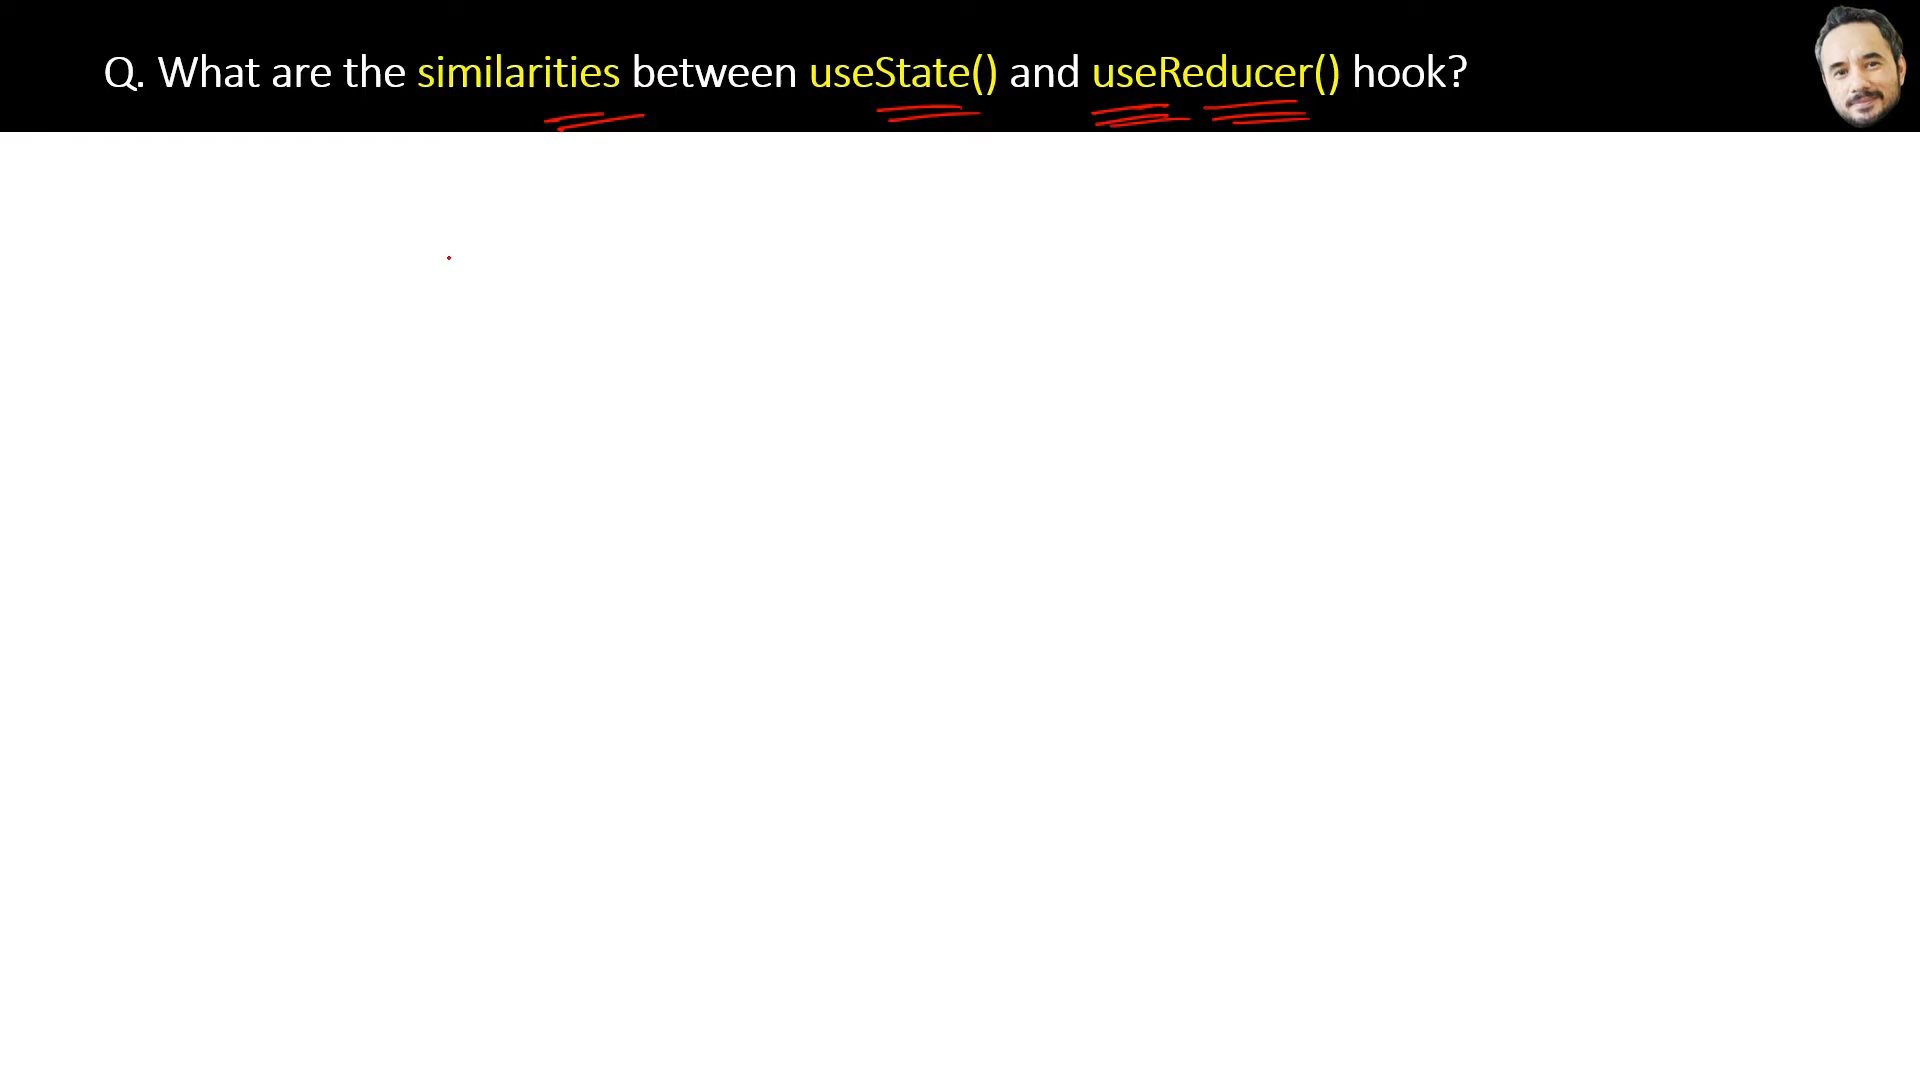 Q. What are the similarities between useState() and useReducer() hook?